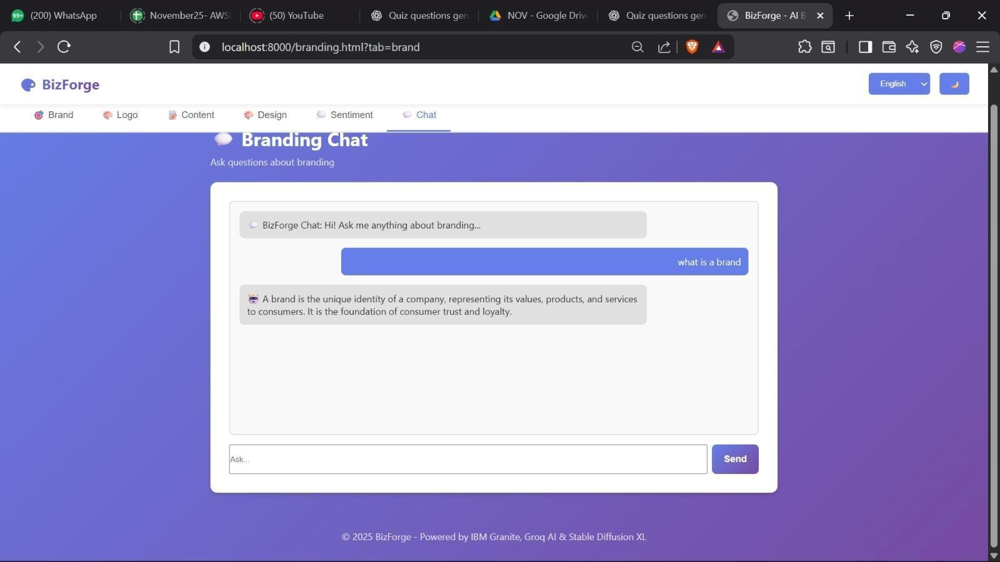 (200) WhatsApp
November25- AWS
(50) YouTube
Quiz questions gen
NOV - Google Drive
Quiz questions gen
BizForge - AI B
localhost:8000/branding.html?tab=brand
BizForge
English
Brand
Logo
Content
Design
Sentiment
Chat
Branding Chat
Ask questions about branding
BizForge Chat: Hi! Ask me anything about branding...
what is a brand
A brand is the unique identity of a company, representing its values, products, and services
to consumers. It is the foundation of consumer trust and loyalty.
Ask...
Send
© 2025 BizForge - Powered by IBM Granite, Groq AI & Stable Diffusion XL